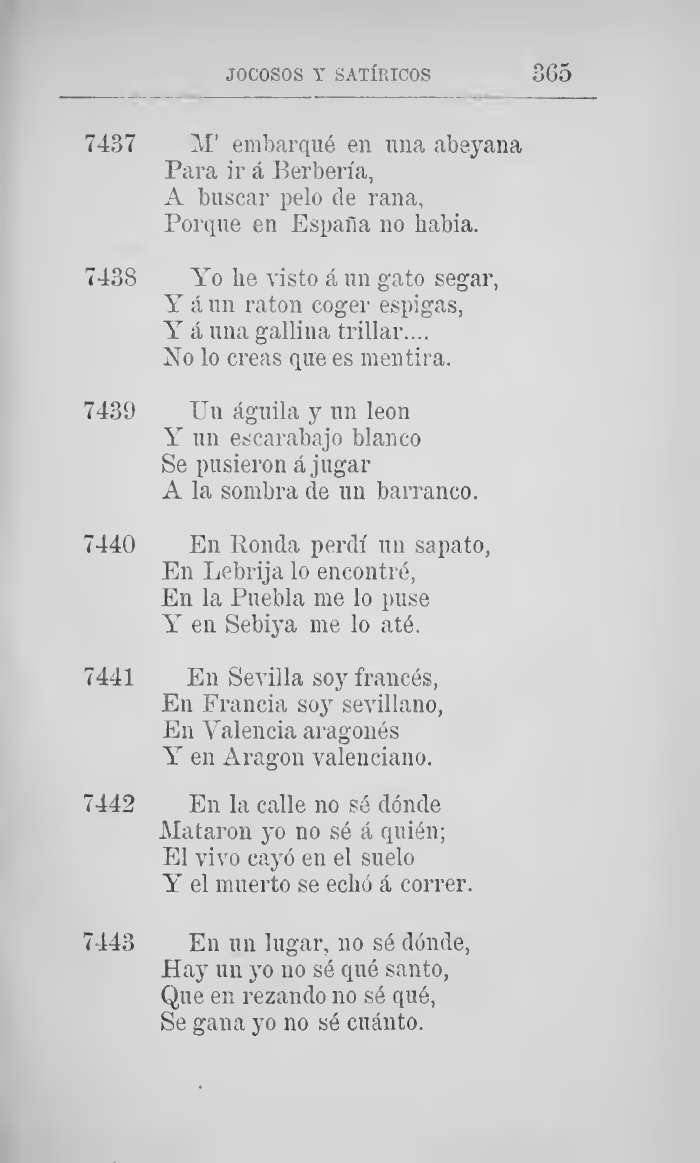 JOCOSOS Y SATÍRICOS 365
7437 M' embarqué en una abeyana
Para ir á Berbería,
A buscar pelo de rana,
Porque en España no habia.
7438 Yo he visto á un gato segar,
Y á un raton coger espigas,
Y á una gallina trillar....
No lo creas que es mentira.
7439 Un águila y un leon
Y un escarabajo blanco
Se pusieron á jugar
A la sombra de un barranco.
7440 En Ronda perdí un sapato,
En Lebrija lo encontré,
En la Puebla me lo puse
Y en Sebiya me lo até.
7441 En Sevilla soy francés,
En Francia soy sevillano,
En Valencia aragonés
Y en Aragon valenciano.
7442 En la calle no sé dónde
Mataron yo no sé á quién;
El vivo cayó en el suelo
Y el muerto se echó á correr.
7443 En un lugar, no sé dónde,
Hay un yo no sé qué santo,
Que en rezando no sé qué,
Se gana yo no sé cuánto.